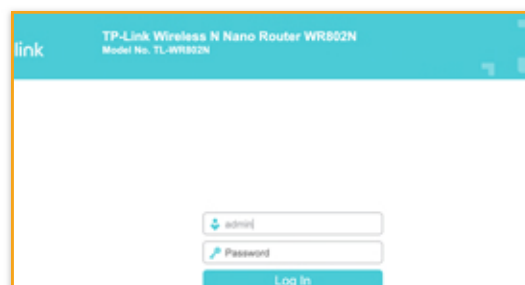 link
TP-Link Wireless N Nano Router WR802N
Model No. TL-WR802N
admin
Password
Log In